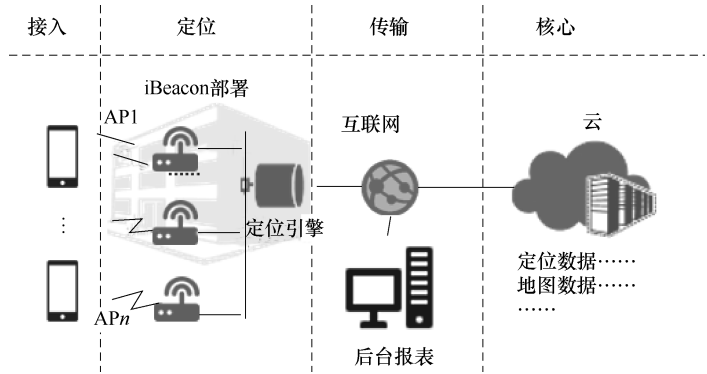 接入
定位
传输
核心
iBeacon部署
AP1
互联网
云
⋮
定位引擎
定位数据……
地图数据……
……
APn
后台报表